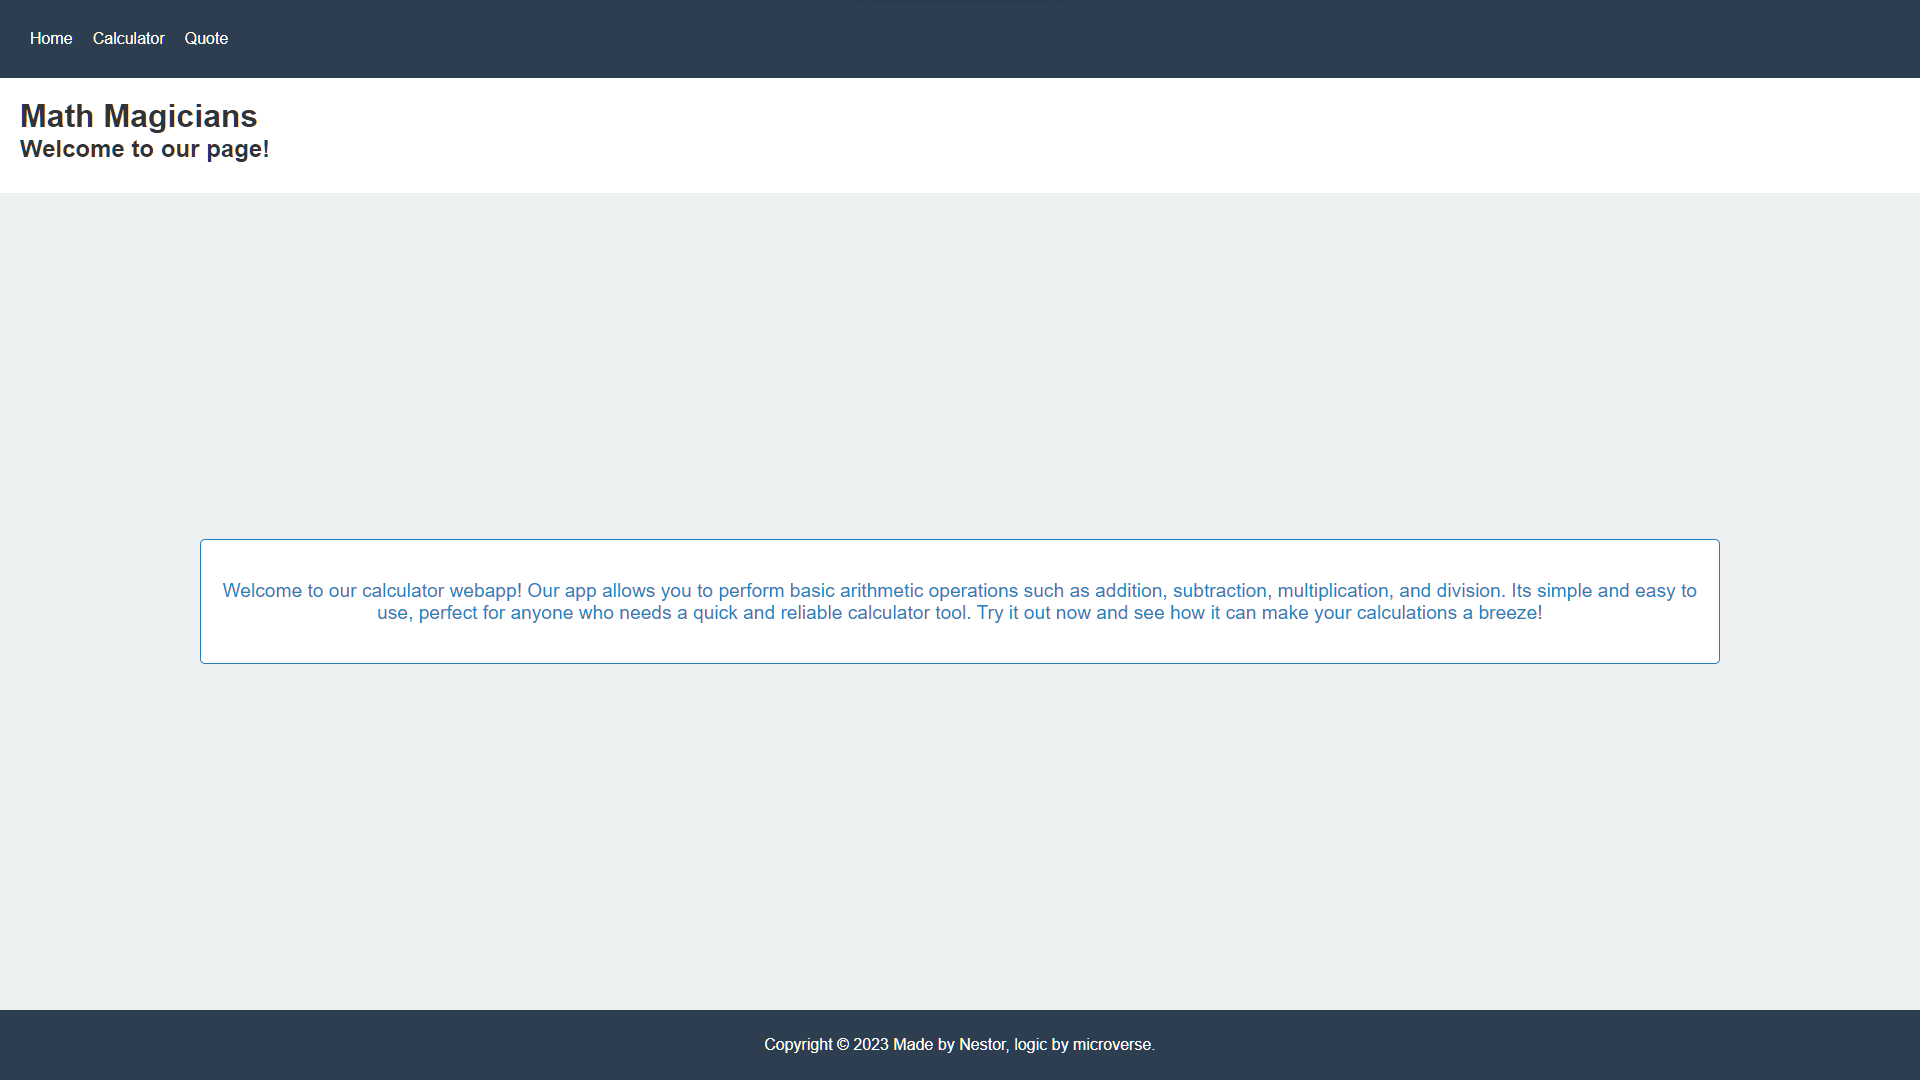 Home Calculator Quote
Math Magicians
Welcome to our page!
Welcome to our calculator webapp! Our app allows you to perform basic arithmetic operations such as addition, subtraction, multiplication, and division. Its simple and easy to
use, perfect for anyone who needs a quick and reliable calculator tool. Try it out now and see how it can make your calculations a breeze!
Copyright © 2023 Made by Nestor, logic by microverse.